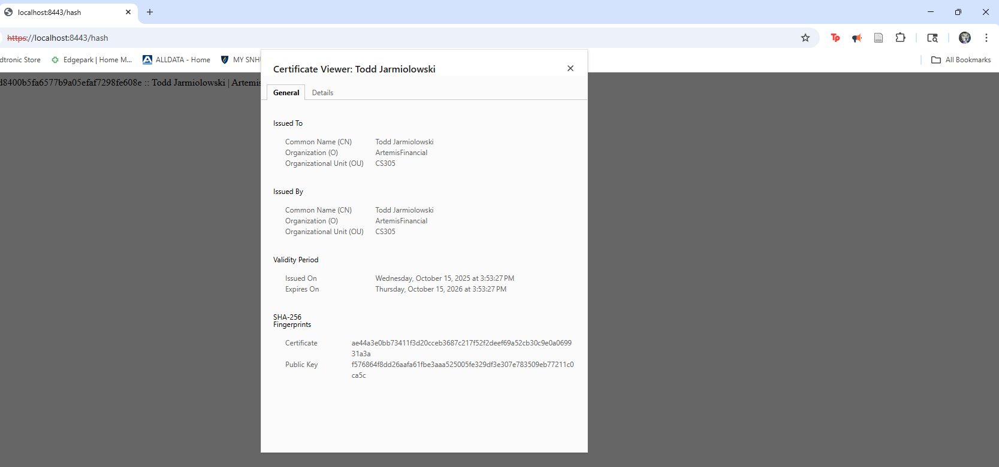 localhost:8443/hash
https://localhost:8443/hash
dtronic Store Edgepark | Home M... ALLDATA - Home MY SNHU All Bookmarks
d8400b5fa6577b9a05efaf7298fe608e :: Todd Jarmiolowski | Artemis
Certificate Viewer: Todd Jarmiolowski
General Details
Issued To
Common Name (CN) Todd Jarmiolowski
Organization (O) ArtemisFinancial
Organizational Unit (OU) CS305
Issued By
Common Name (CN) Todd Jarmiolowski
Organization (O) ArtemisFinancial
Organizational Unit (OU) CS305
Validity Period
Issued On Wednesday, October 15, 2025 at 3:53:27 PM
Expires On Thursday, October 15, 2026 at 3:53:27 PM
SHA-256
Fingerprints
Certificate ae44a3e0bb73411f3d20cceb3687c217f52f2deef69a52cb30c9e0a0699
31a3a
Public Key f576864f8dd26aafa61fbe3aaa525005fe329df3e307e783509eb77211c0
ca5c